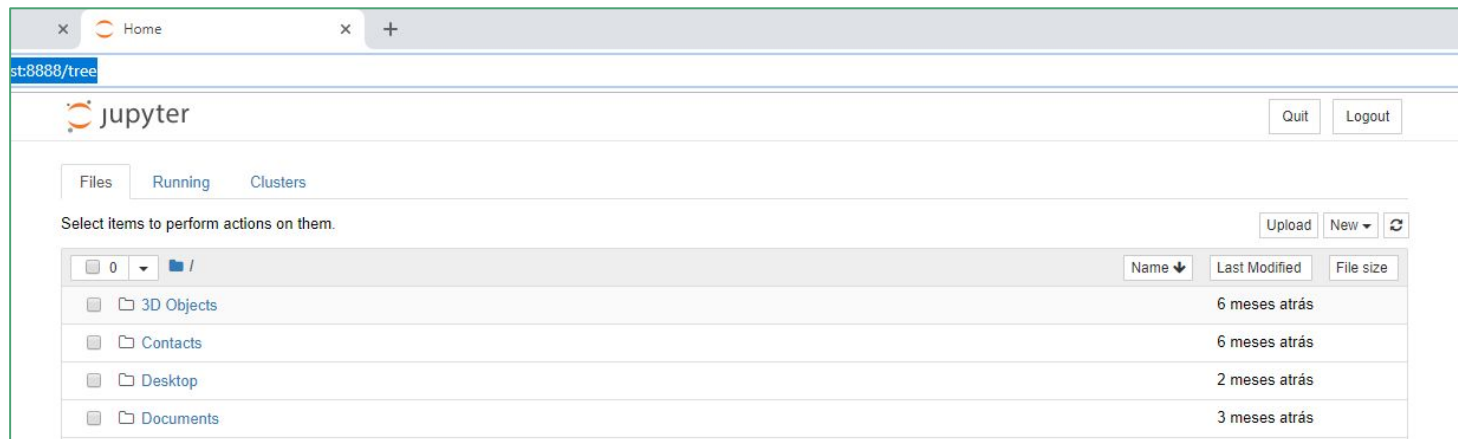 Home
st:8888/tree
jupyter
Quit Logout
Files Running Clusters
Select items to perform actions on them.
Upload New
0 /
Name Last Modified File size
3D Objects 6 meses atrás
Contacts 6 meses atrás
Desktop 2 meses atrás
Documents 3 meses atrás